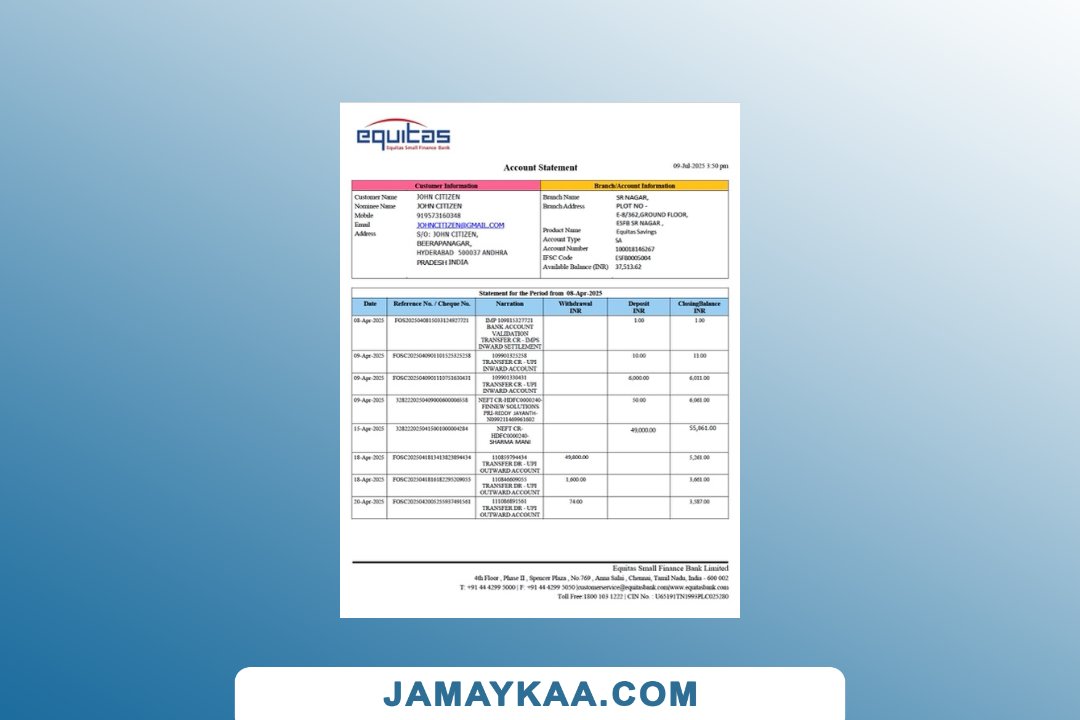 equitas
Equitas Small Finance Bank
Account Statement
09-Jul-2025 3:50 pm
Customer Information
Customer Name JOHN CITIZEN
Nominee Name JOHN CITIZEN
Mobile 919573160348
Email JOHNCITIZEN@GMAIL.COM
Address S/O: JOHN CITIZEN,
BEERAPANAGAR,
HYDERABAD 500037 ANDHRA
PRADESH INDIA
Branch/Account Information
Branch Name SR NAGAR,
Branch Address PLOT NO -
E-8/362,GROUND FLOOR,
ESFB SR NAGAR ,
Product Name Equitas Savings
Account Type SA
Account Number 100018146267
IFSC Code ESFB0005004
Available Balance (INR) 37,513.62
Statement for the Period from 08-Apr-2025
Date Reference No. / Cheque No. Narration Withdrawal INR Deposit INR ClosingBalance INR
08-Apr-2025 IMP 109815327721 1.00 1.00
BANK ACCOUNT
VALIDATION
TRANSFER CR - IMPS
INWARD SETTLEMENT
09-Apr-2025 FOSC2025040901101525325258 109901325258 10.00 11.00
TRANSFER CR - UPI
INWARD ACCOUNT
09-Apr-2025 FOSC2025040901110751630431 109901330431 6,000.00 6,011.00
TRANSFER CR - UPI
INWARD ACCOUNT
09-Apr-2025 NEFT CR-HDFC0000240- 50.00 6,061.00
FINNEW SOLUTIONS
PRI-REDDY JAYANTH-
N099211469961602
15-Apr-2025 NEFT CR- 49,000.00 55,061.00
HDFC0000240-
SHARMA MANI
18-Apr-2025 FOSC2025041813413823894434 110859794434 49,800.00 5,261.00
TRANSFER DR - UPI
OUTWARD ACCOUNT
18-Apr-2025 FOSC2025041816182295209055 110846609055 1,600.00 3,661.00
TRANSFER DR - UPI
OUTWARD ACCOUNT
20-Apr-2025 FOSC2025042005255937491561 111086891561 74.00 3,587.00
TRANSFER DR - UPI
OUTWARD ACCOUNT
Equitas Small Finance Bank Limited
4th Floor , Phase II , Spencer Plaza , No.769 , Anna Salai , Chennai, Tamil Nadu, India - 600 002
T: +91 44 4299 5000 | F: +91 44 4299 5050 |customerservice@equitasbank.com|www.equitasbank.com
Toll Free:1800 103 1222 | CIN No. : U65191TN1993PLC025280
JAMAYKAA.COM